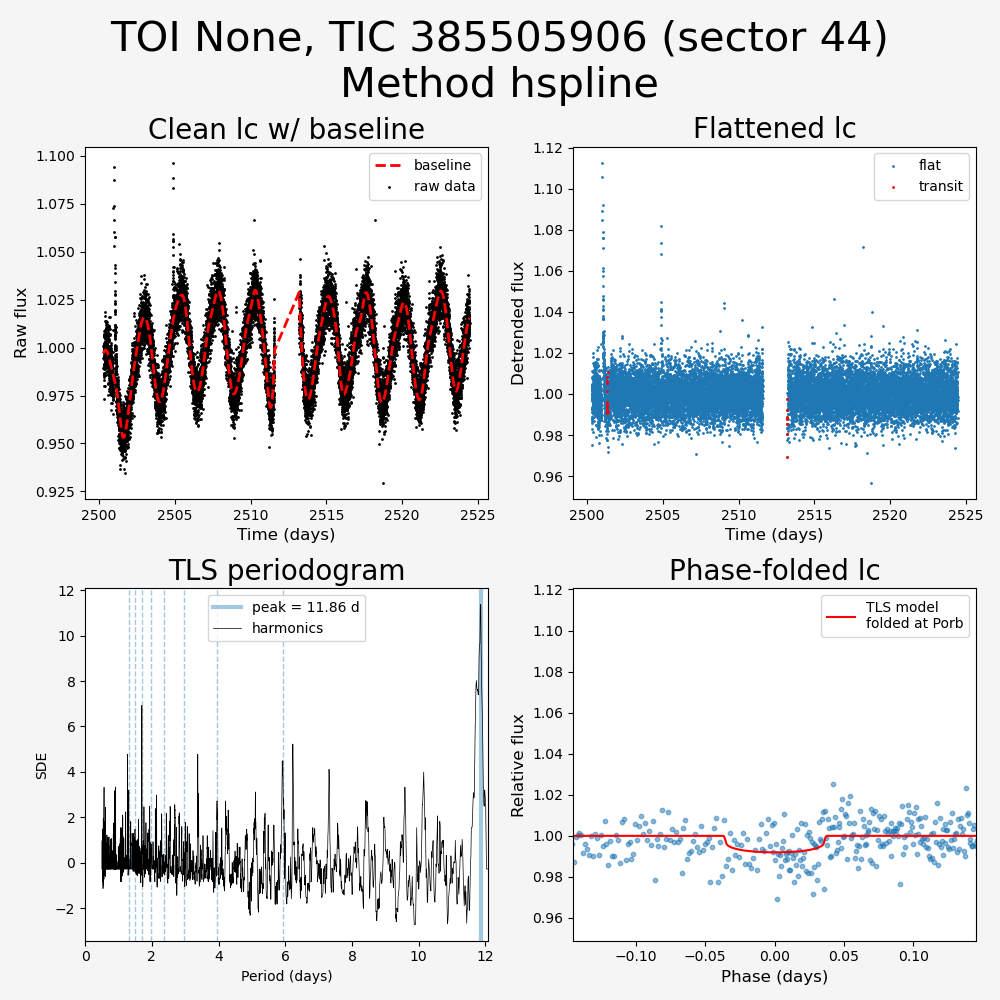 TOI None, TIC 385505906 (sector 44)
Method hspline
Clean lc w/ baseline
Flattened lc
baseline
raw data
flat
transit
1.100
1.075
1.050
1.025
1.000
0.975
0.950
0.925
Raw flux
2500
2505
2510
2515
2520
2525
Time (days)
1.12
1.10
1.08
1.06
1.04
1.02
1.00
0.98
0.96
Detrended flux
2500
2505
2510
2515
2520
2525
Time (days)
TLS periodogram
Phase-folded lc
peak = 11.86 d
harmonics
TLS model
folded at Porb
12
10
8
6
4
2
0
−2
SDE
0
2
4
6
8
10
12
Period (days)
1.12
1.10
1.08
1.06
1.04
1.02
1.00
0.98
0.96
Relative flux
−0.10
−0.05
0.00
0.05
0.10
Phase (days)